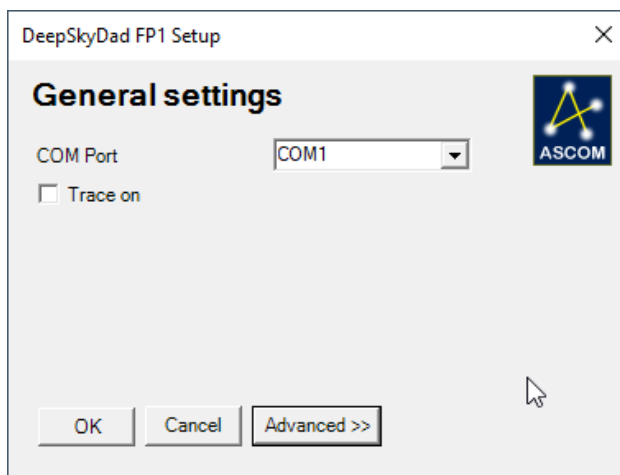 DeepSkyDad FP1 Setup
General settings
ASCOM
COM Port
COM1
Trace on
OK
Cancel
Advanced >>